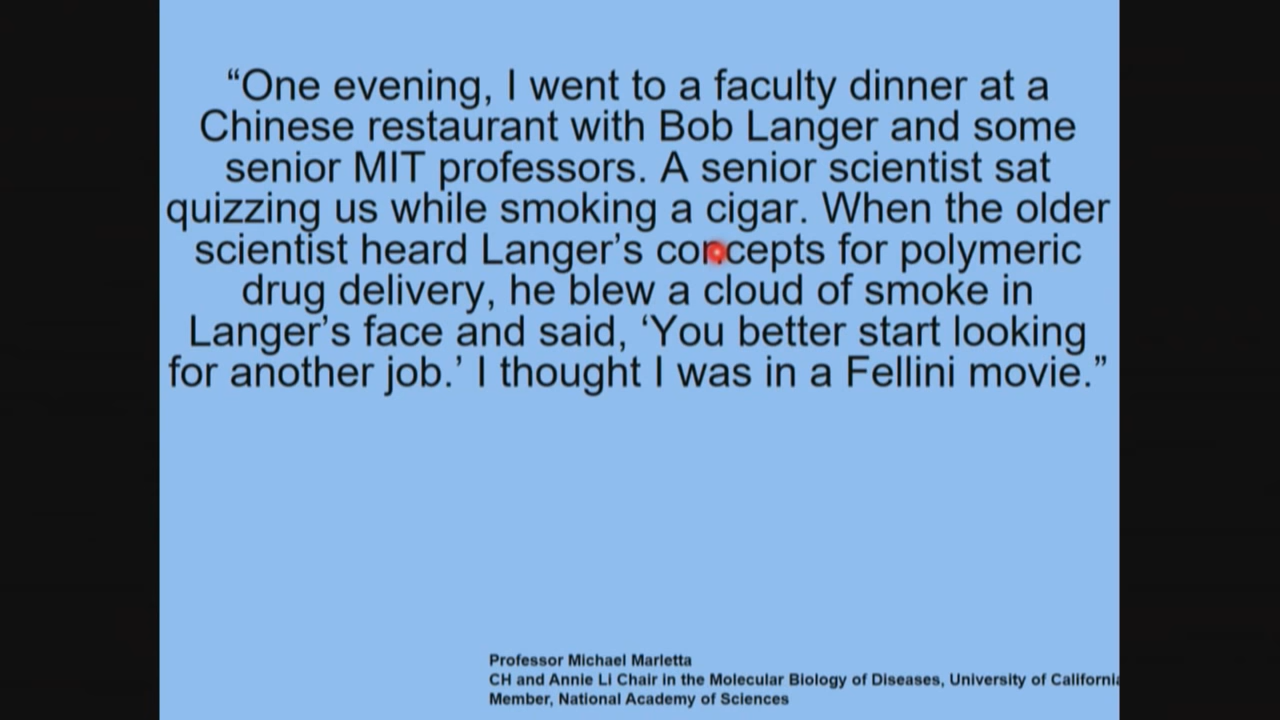 “One evening, I went to a faculty dinner at a
Chinese restaurant with Bob Langer and some
senior MIT professors. A senior scientist sat
quizzing us while smoking a cigar. When the older
scientist heard Langer’s concepts for polymeric
drug delivery, he blew a cloud of smoke in
Langer’s face and said, ‘You better start looking
for another job.’ I thought I was in a Fellini movie.”
Professor Michael Marletta
CH and Annie Li Chair in the Molecular Biology of Diseases, University of California
Member, National Academy of Sciences